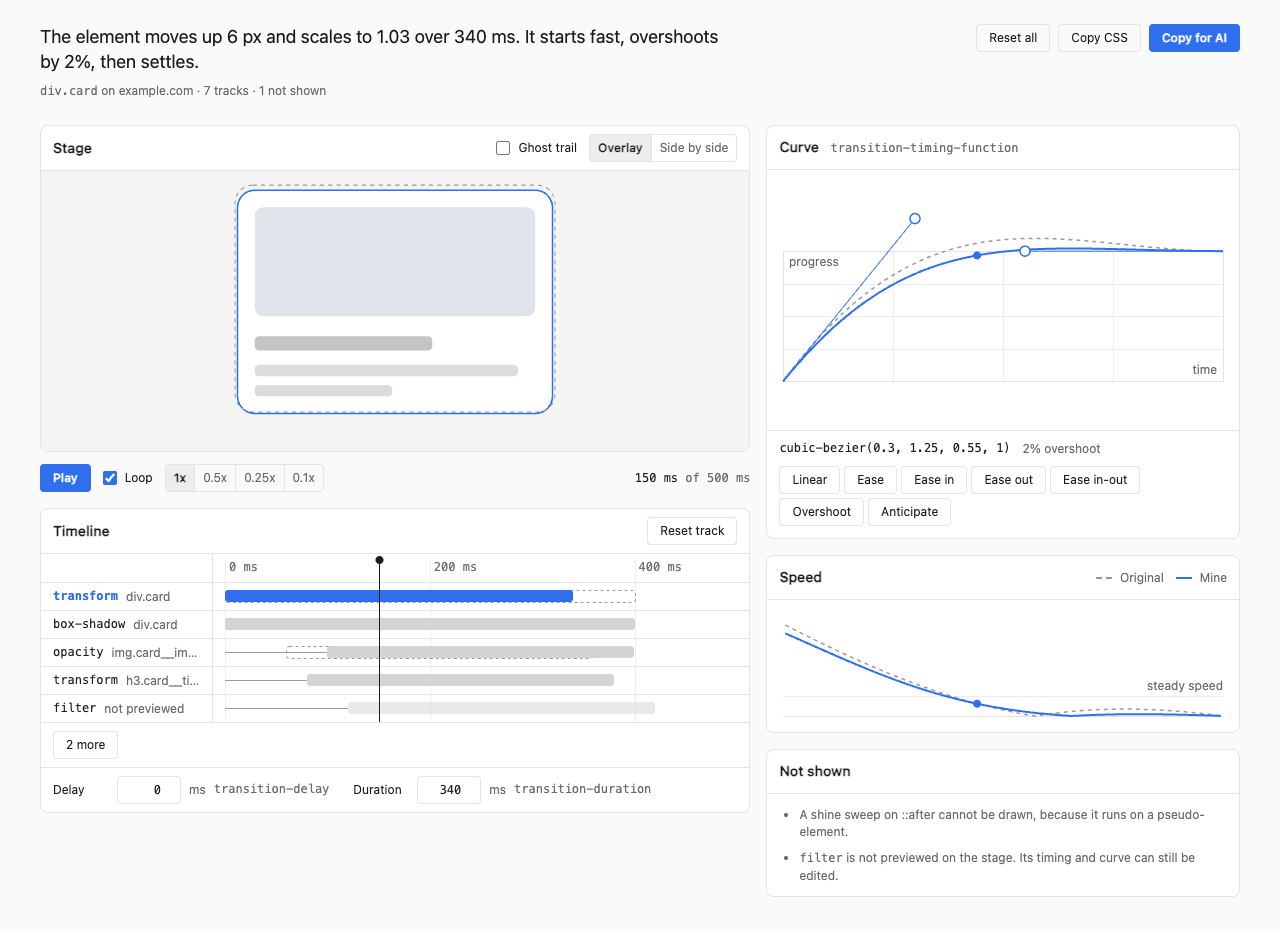 The element moves up 6 px and scales to 1.03 over 340 ms. It starts fast, overshoots
by 2%, then settles.
div.card on example.com · 7 tracks · 1 not shown
Reset all
Copy CSS
Copy for AI
Stage
Ghost trail
Overlay
Side by side
Play
Loop
1x
0.5x
0.25x
0.1x
150 ms of 500 ms
Timeline
Reset track
0 ms
200 ms
400 ms
transform div.card
box-shadow div.card
opacity img.card__im...
transform h3.card__ti...
filter not previewed
2 more
Delay
0
ms transition-delay
Duration
340
ms transition-duration
Curve transition-timing-function
progress
time
cubic-bezier(0.3, 1.25, 0.55, 1) 2% overshoot
Linear
Ease
Ease in
Ease out
Ease in-out
Overshoot
Anticipate
Speed
Original
Mine
steady speed
Not shown
• A shine sweep on ::after cannot be drawn, because it runs on a pseudo-
element.
• filter is not previewed on the stage. Its timing and curve can still be
edited.